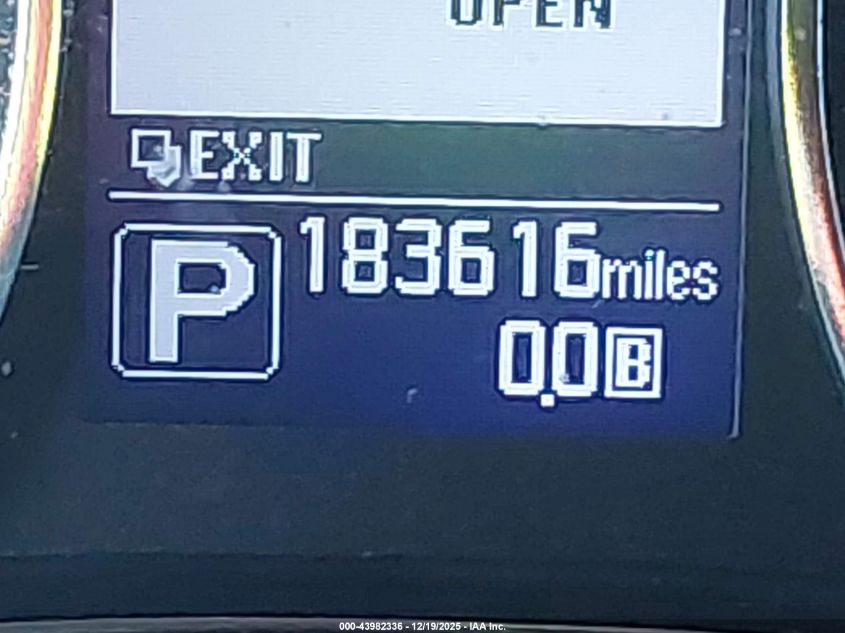 OPEN
EXIT
P
183616miles
0.0 B
000-43982336 - 12/19/2025 - IAA Inc.